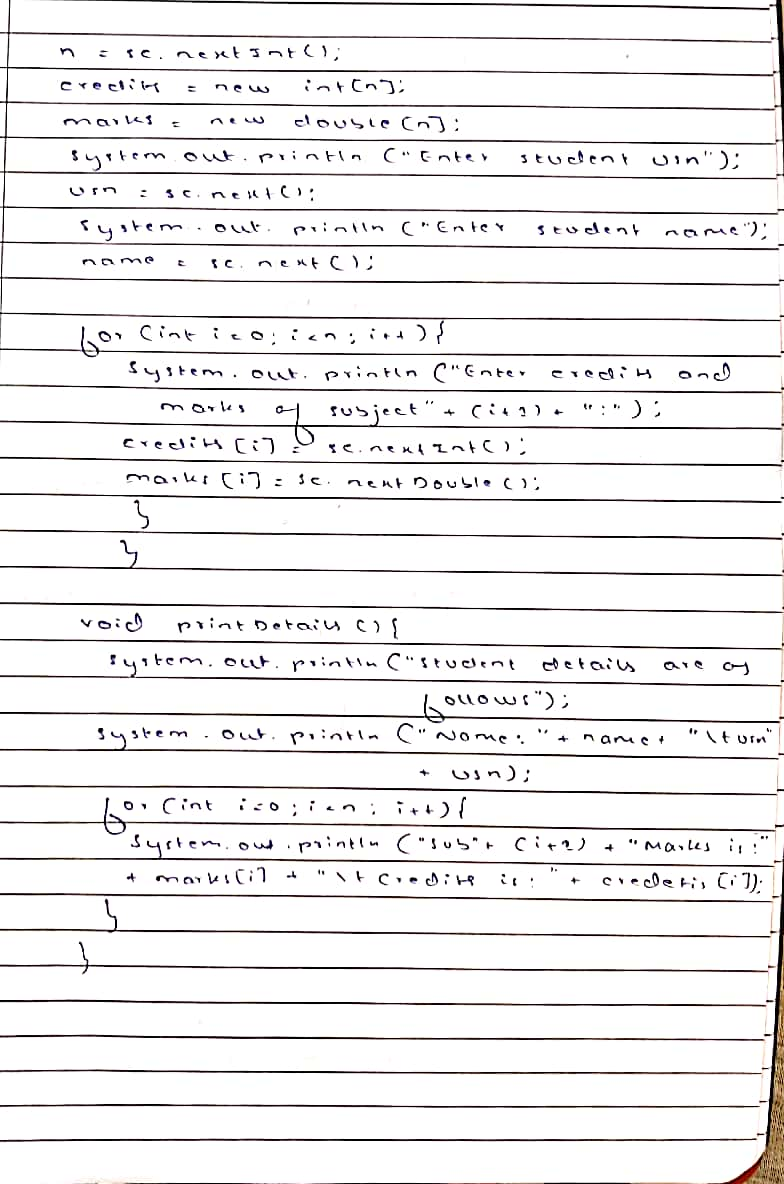 n = sc.nextInt();
credits = new int[n];
marks = new double[n];
System.out.println("Enter student usn");
usn = sc.next();
System.out.println("Enter student name");
name = sc.next();
for (int i=0; i<n; i++){
System.out.println("Enter credits and
marks of subject" + (i+1) + ":");
credits[i] = sc.nextInt();
marks[i] = sc.nextDouble();
}
}
void printDetails(){
System.out.println("Student details are as
follows");
System.out.println("Name:" + name + "\tusn"
+ usn);
for (int i=0; i<n; i++){
System.out.println("Sub"+ (i+1) + "Marks is:"
+ marks[i] + "\t Credits is:" + credetis[i]);
}
}